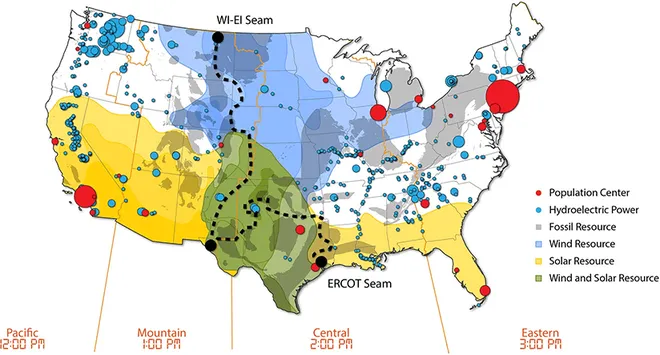 WI-EI Seam
Population Center
Hydroelectric Power
Fossil Resource
Wind Resource
Solar Resource
Wind and Solar Resource
ERCOT Seam
Pacific
12:00 PM
Mountain
1:00 PM
Central
2:00 PM
Eastern
3:00 PM